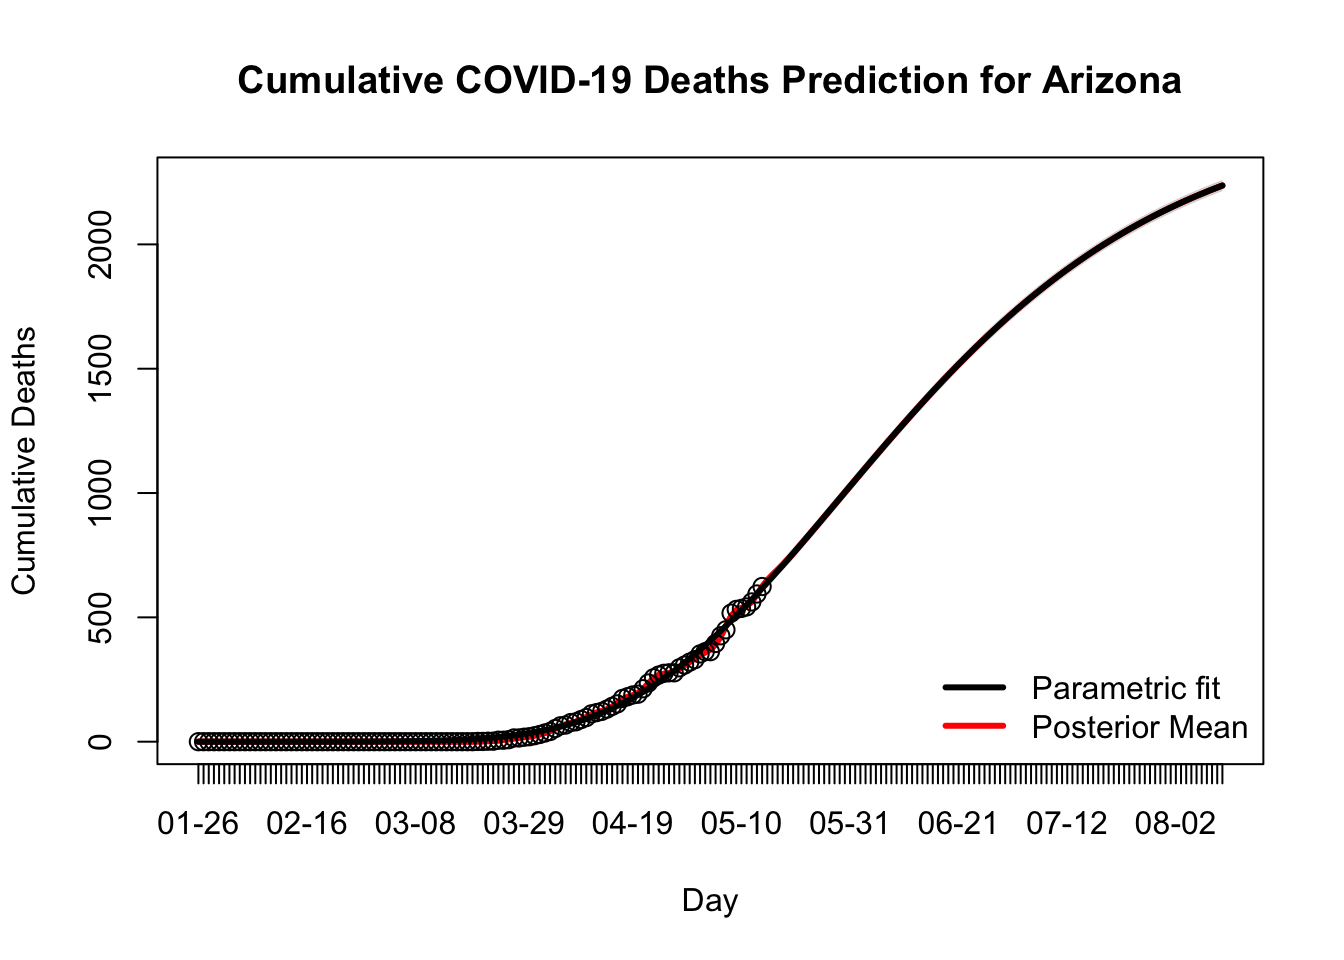 Cumulative COVID-19 Deaths Prediction for Arizona
Cumulative Deaths
2000
1500
1000
500
0
Parametric fit
Posterior Mean
01-26 02-16 03-08 03-29 04-19 05-10 05-31 06-21 07-12 08-02
Day